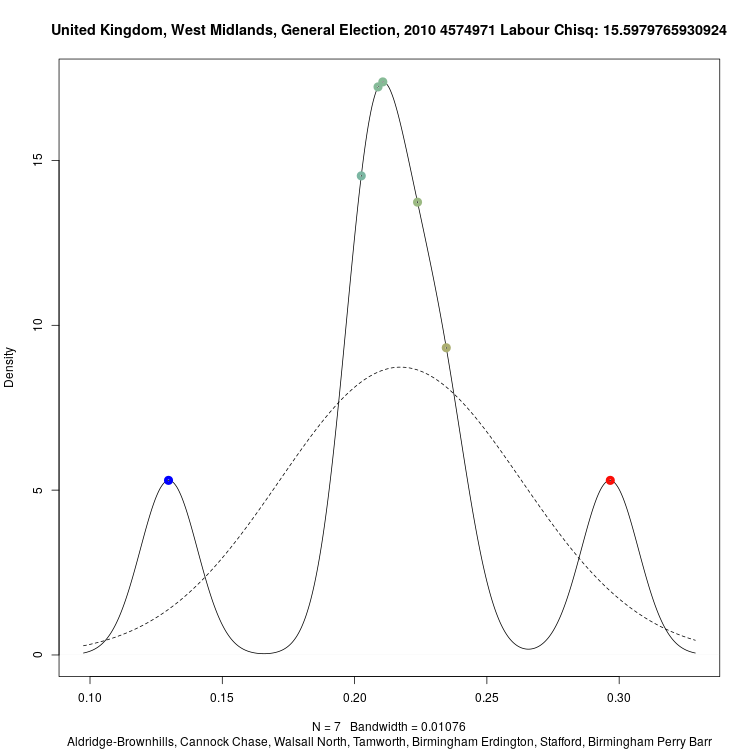 United Kingdom, West Midlands, General Election, 2010 4574971 Labour Chisq: 15.5979765930924
15
10
5
0
Density
0.10 0.15 0.20 0.25 0.30
N = 7 Bandwidth = 0.01076
Aldridge-Brownhills, Cannock Chase, Walsall North, Tamworth, Birmingham Erdington, Stafford, Birmingham Perry Barr